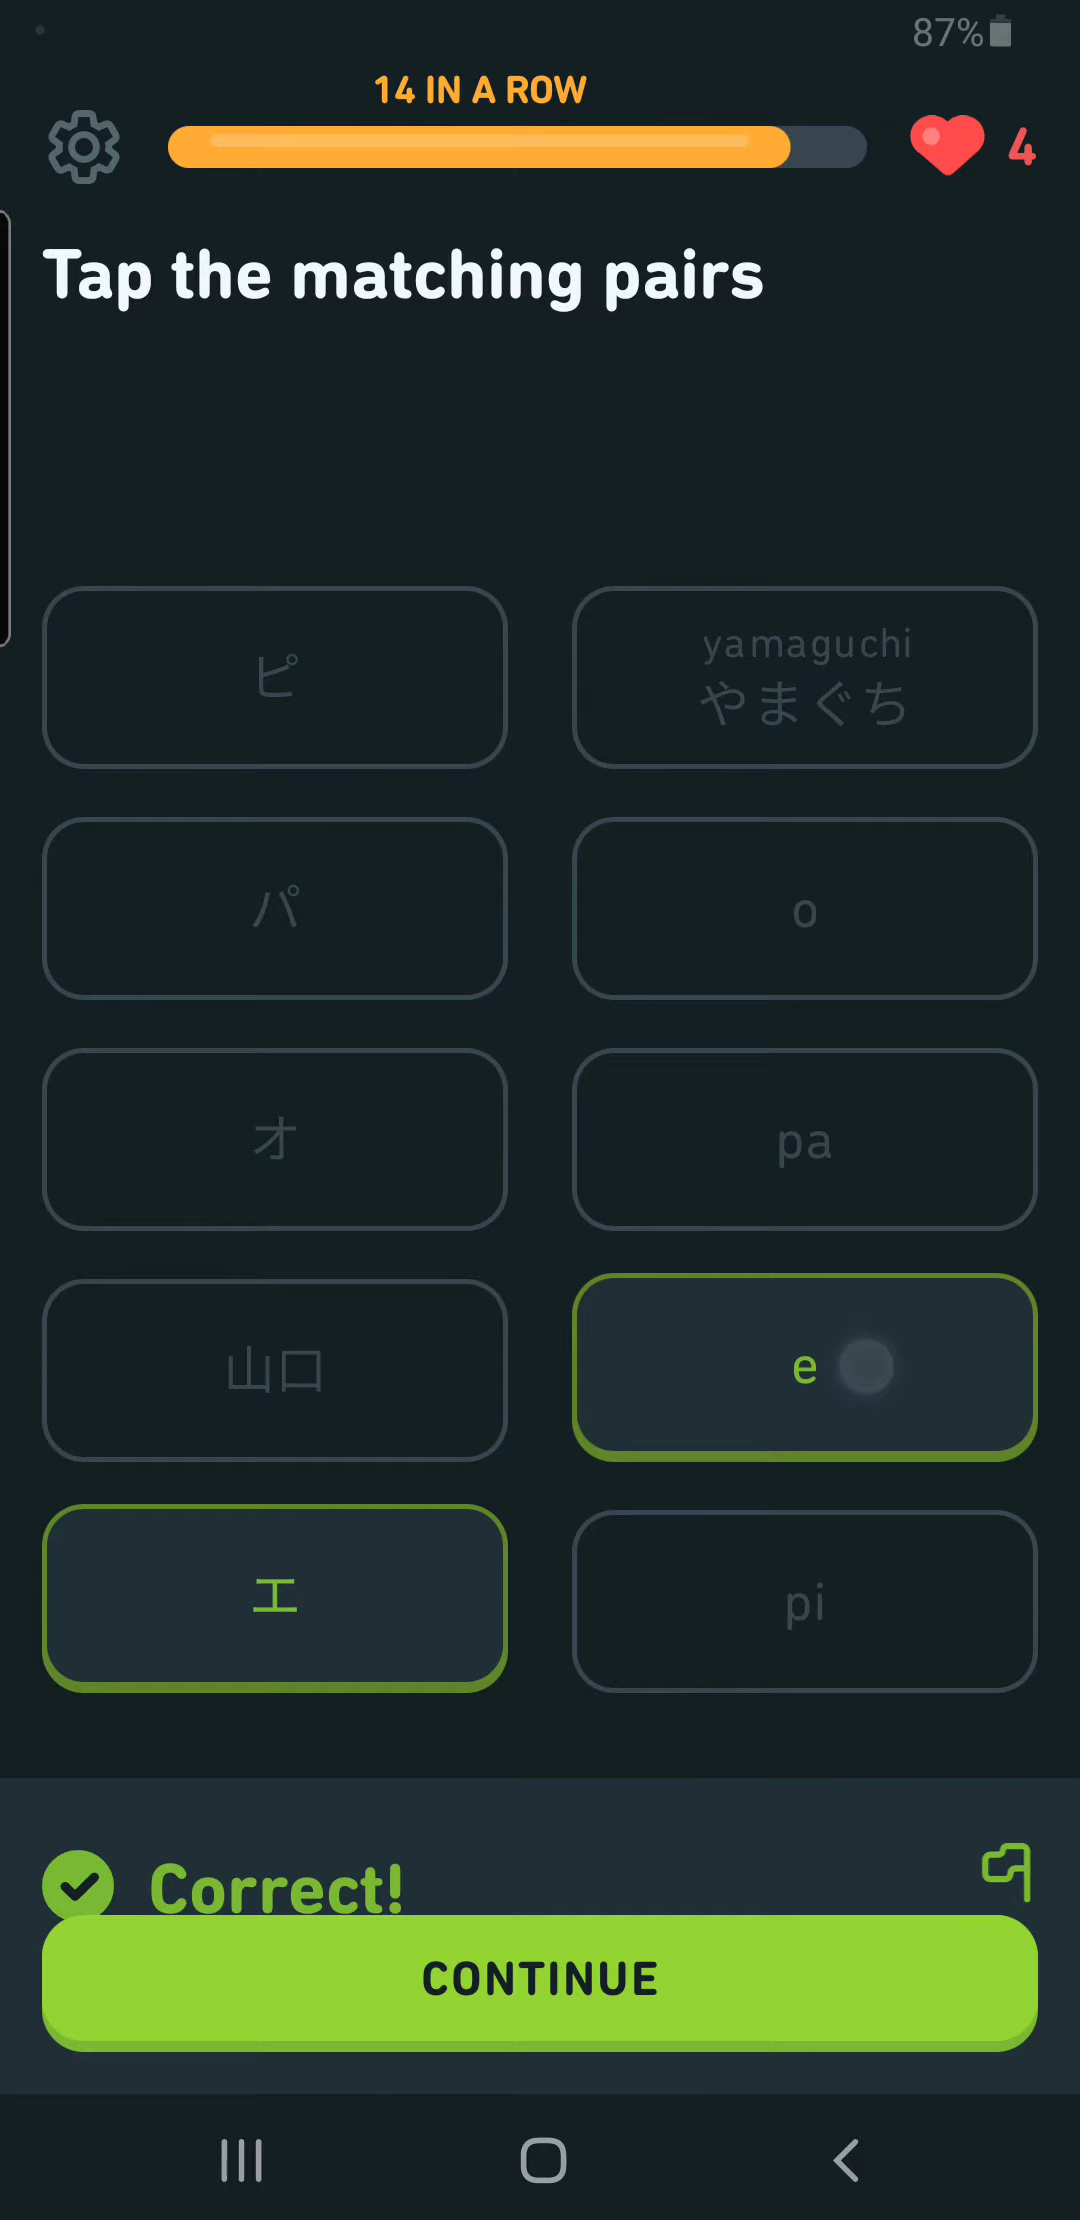 87%
14 IN A ROW
4
Tap the matching pairs
ピ
yamaguchi
やまぐち
パ
o
オ
pa
山口
e
エ
pi
Correct!
CONTINUE